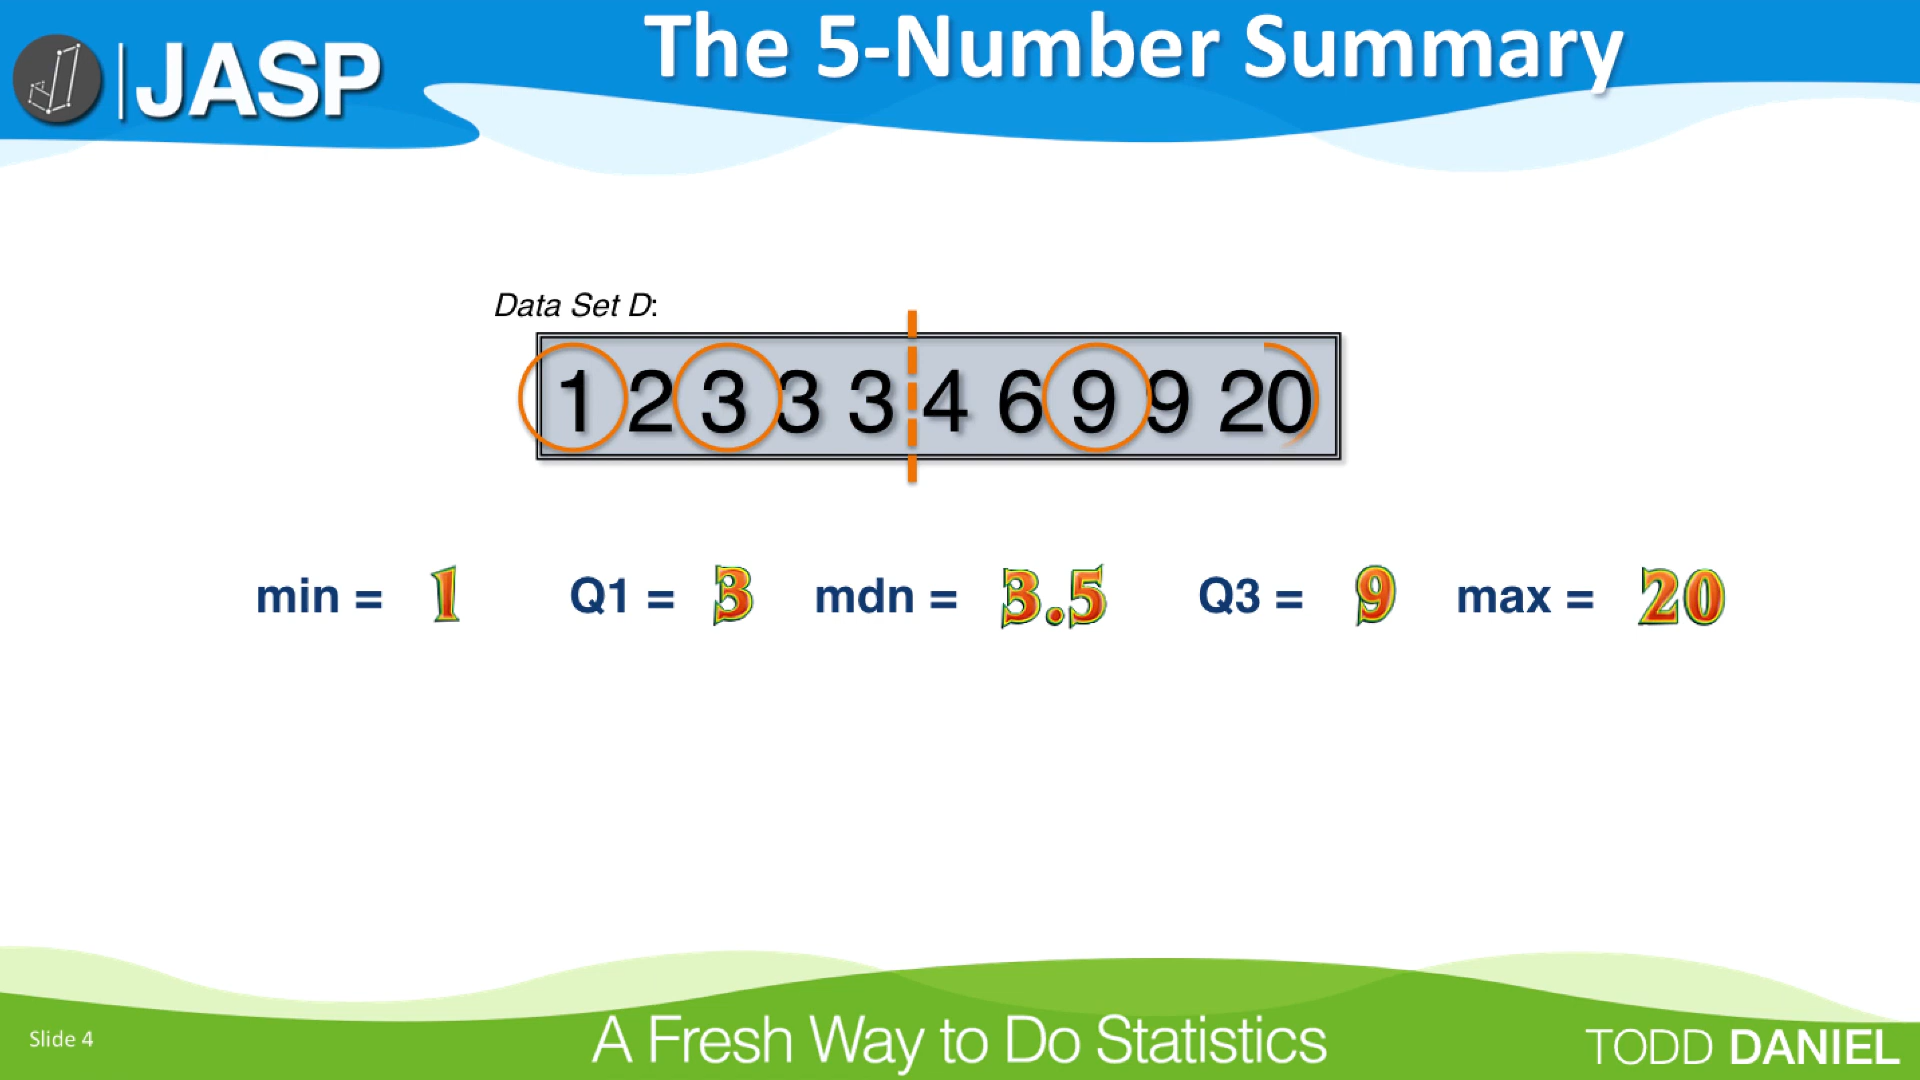 JASP
The 5-Number Summary
Data Set D:
1 2 3 3 3 4 6 9 9 20
min = 1 Q1 = 3 mdn = 3.5 Q3 = 9 max = 20
Slide 4
A Fresh Way to Do Statistics
TODD DANIEL